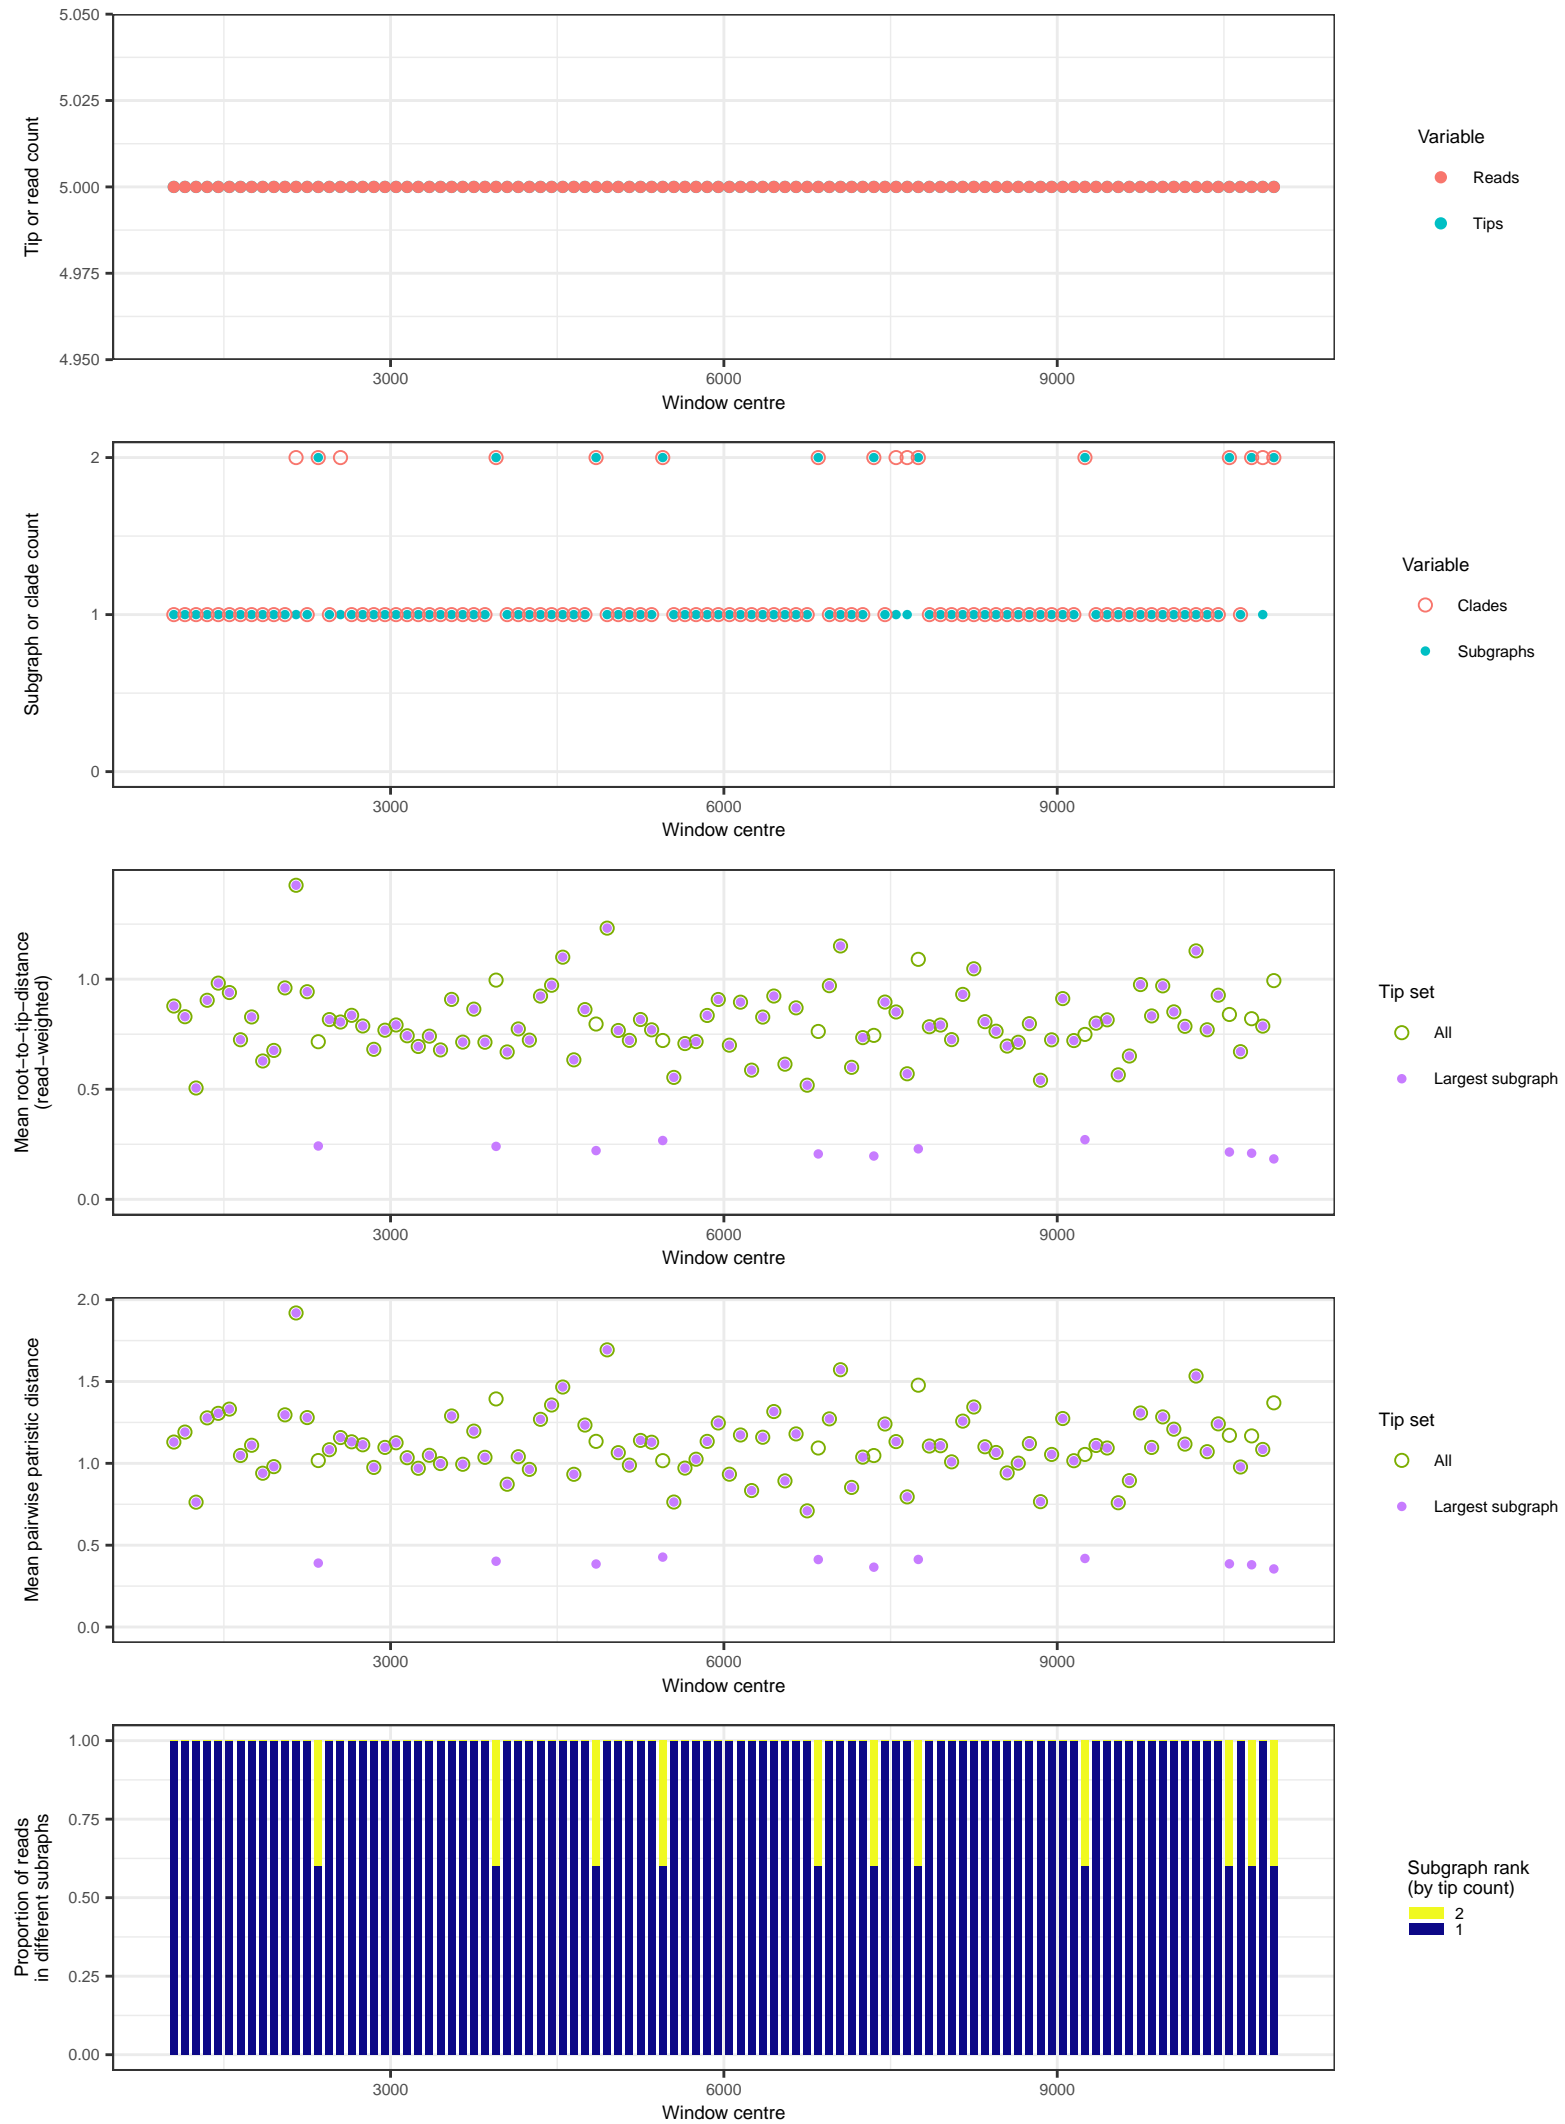 5.050
5.025
5.000
4.975
4.950
Tip or read count
3000 6000 9000
Window centre
Variable
Reads
Tips
2
1
0
Subgraph or clade count
3000 6000 9000
Window centre
Variable
Clades
Subgraphs
1.0
0.5
0.0
Mean root−to−tip−distance
(read−weighted)
3000 6000 9000
Window centre
Tip set
All
Largest subgraph
2.0
1.5
1.0
0.5
0.0
Mean pairwise patristic distance
3000 6000 9000
Window centre
Tip set
All
Largest subgraph
1.00
0.75
0.50
0.25
0.00
Proportion of reads
in different subraphs
3000 6000 9000
Window centre
Subgraph rank
(by tip count)
2
1